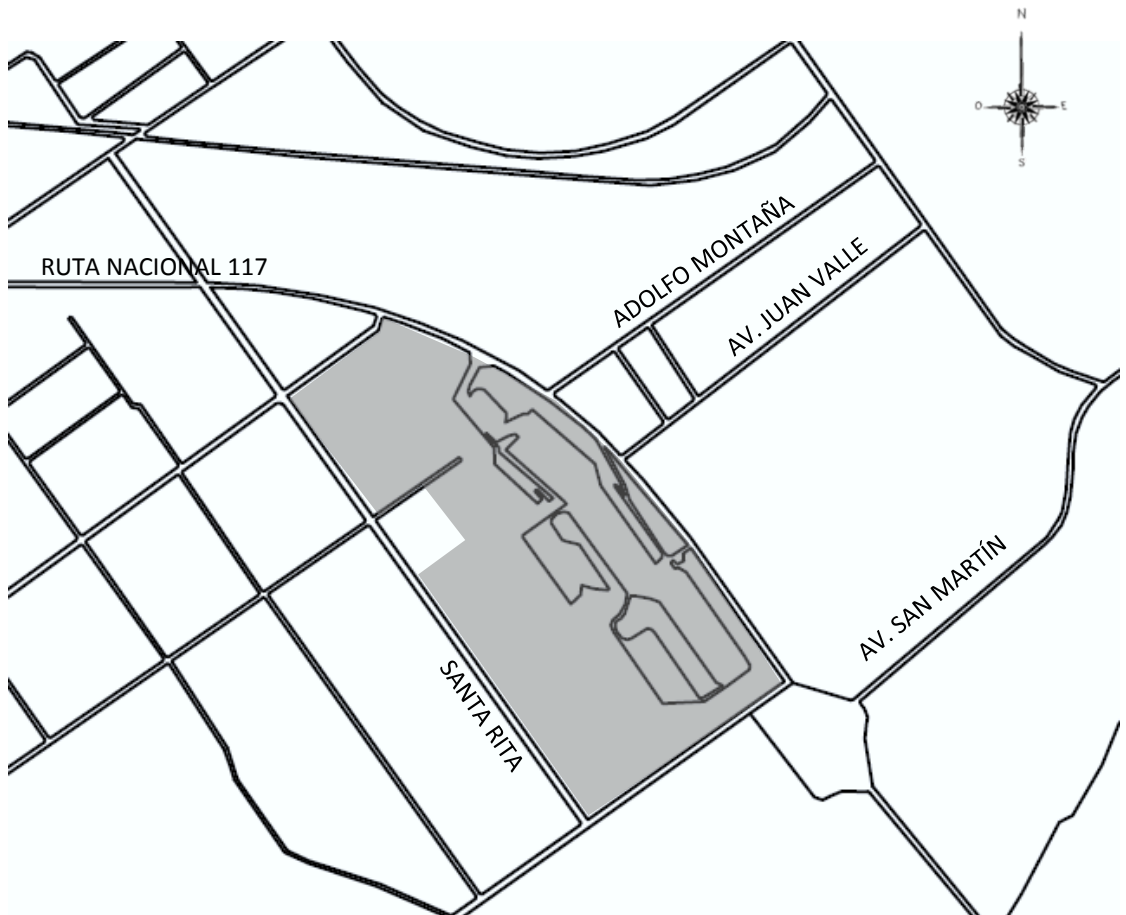 N
O
E
S
RUTA NACIONAL 117
ADOLFO MONTAÑA
AV. JUAN VALLE
AV. SAN MARTÍN
SANTA RITA